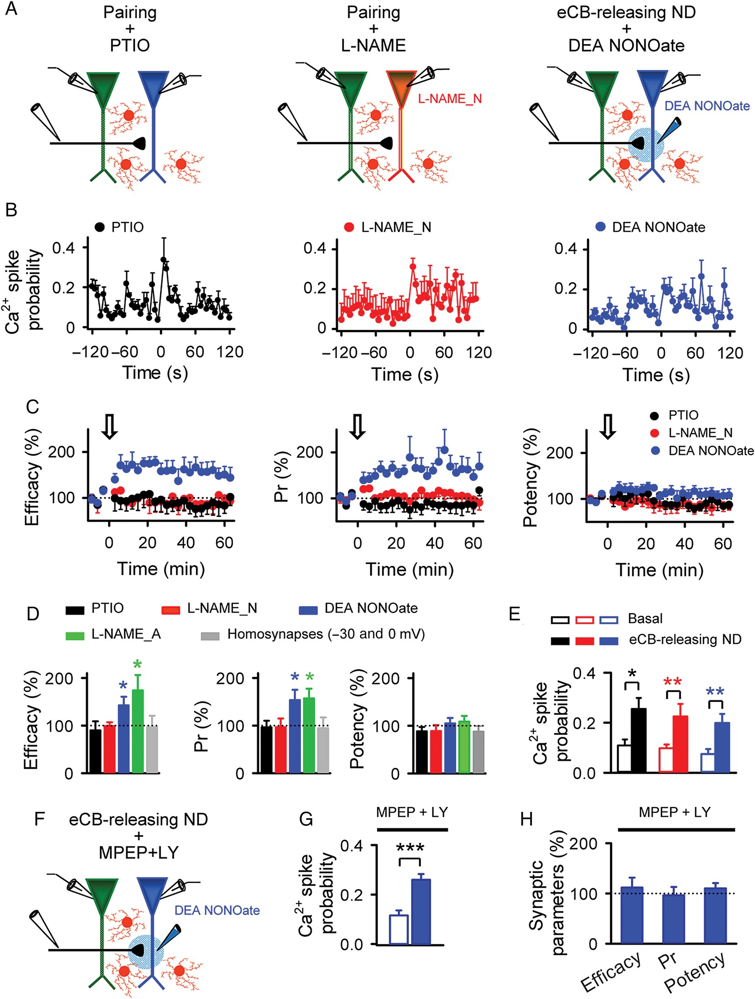 A
Pairing
+
PTIO
Pairing
+
L-NAME
eCB-releasing ND
+
DEA NONOate
L-NAME_N
DEA NONOate
B
PTIO
L-NAME_N
DEA NONOate
Ca2+ spike
probability
0.4
0.2
0
−120 −60 0 60 120
Time (s)
0.4
0.2
0
−120 −60 0 60 120
Time (s)
0.4
0.2
0
−120 −60 0 60 120
Time (s)
C
PTIO
L-NAME_N
DEA NONOate
Efficacy (%)
200
100
0 20 40 60
Time (min)
Pr (%)
200
100
0 20 40 60
Time (min)
Potency (%)
200
100
0 20 40 60
Time (min)
D
PTIO
L-NAME_N
DEA NONOate
L-NAME_A
Homosynapses (−30 and 0 mV)
Efficacy (%)
200
100
0
* *
Pr (%)
200
100
0
* *
Potency (%)
200
100
0
E
Basal
eCB-releasing ND
Ca2+ spike
probability
0.4
0.2
0.0
* ** **
F
eCB-releasing ND
+
MPEP+LY
DEA NONOate
G
MPEP + LY
Ca2+ spike
probability
0.4
0.2
0.0
***
H
MPEP + LY
Synaptic
parameters (%)
200
100
0
Efficacy
Pr
Potency